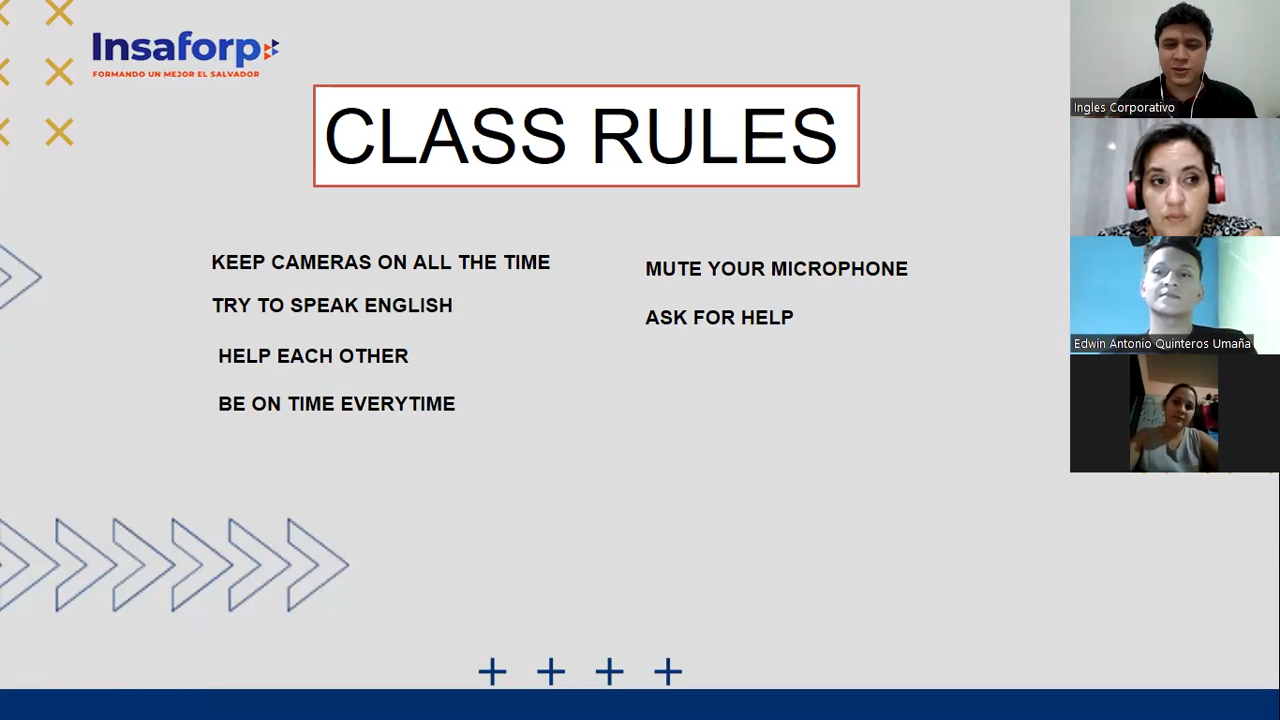 Insaforp
FORMANDO UN MEJOR EL SALVADOR
CLASS RULES
KEEP CAMERAS ON ALL THE TIME
TRY TO SPEAK ENGLISH
HELP EACH OTHER
BE ON TIME EVERYTIME
MUTE YOUR MICROPHONE
ASK FOR HELP
Ingles Corporativo
Edwin Antonio Quinteros Umaña